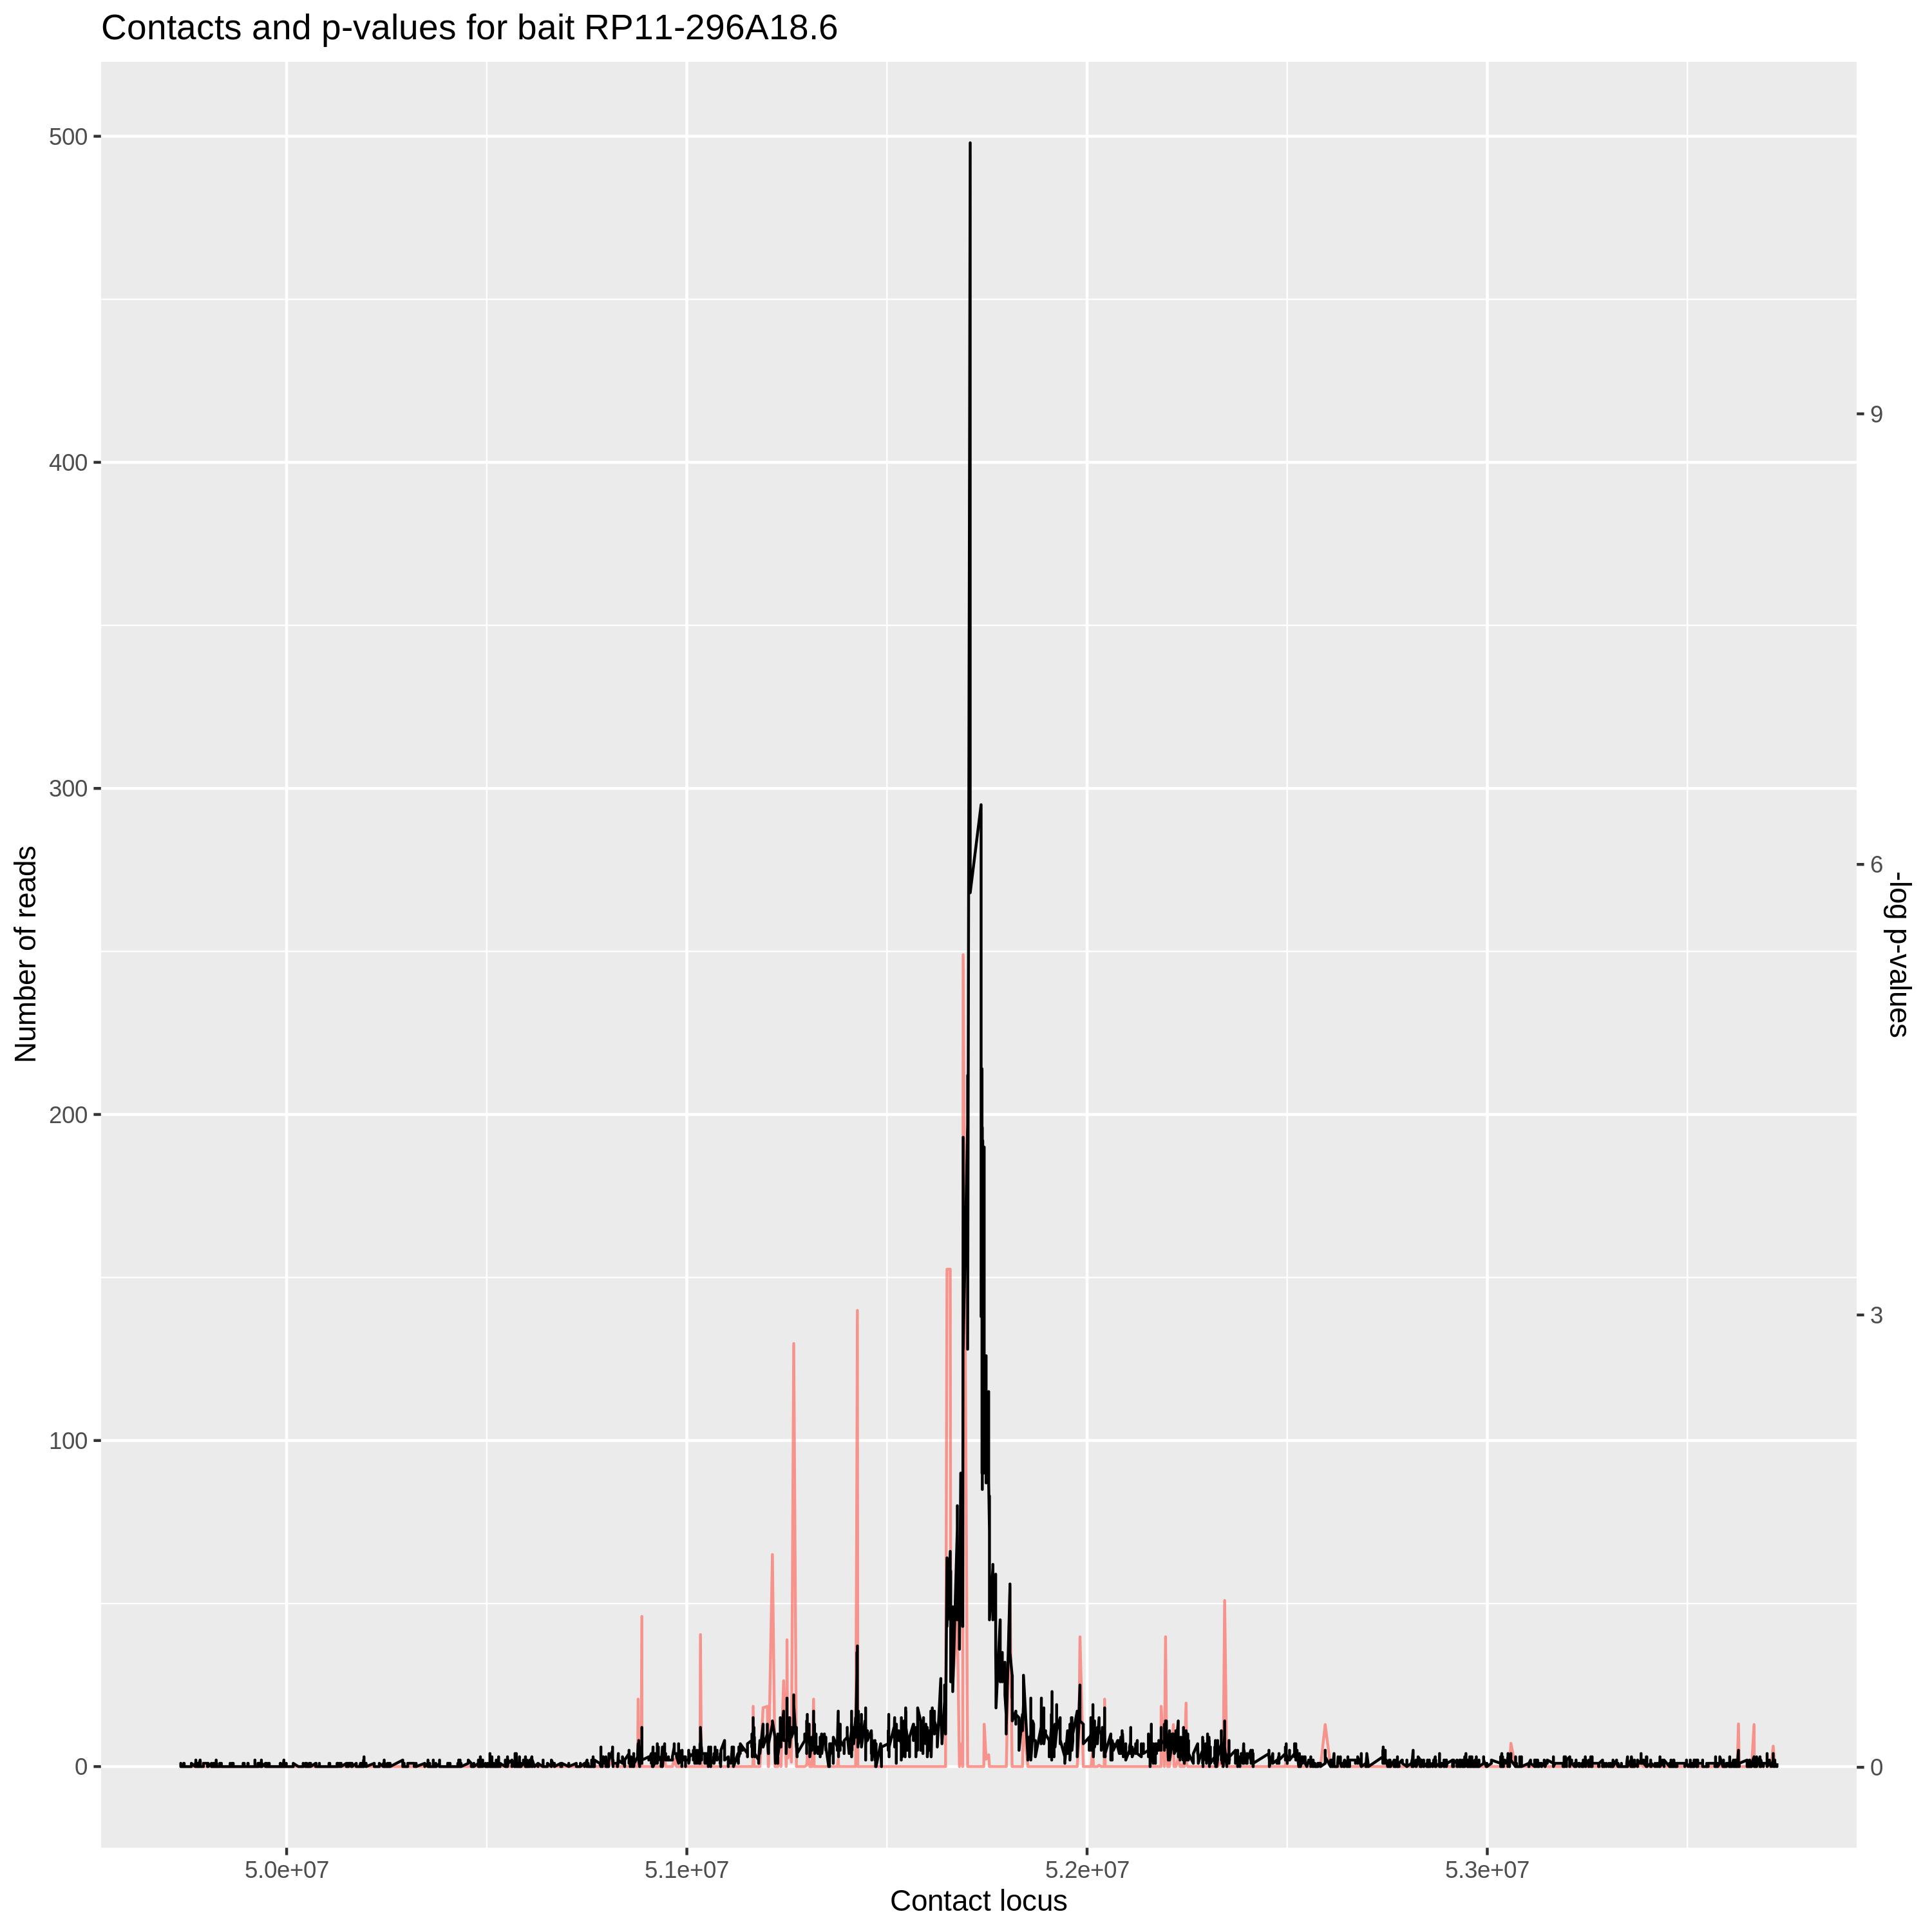 Contacts and p-values for bait RP11-296A18.6
500
400
300
200
100
0
Number of reads
9
6
3
0
-log p-values
5.0e+07
5.1e+07
5.2e+07
5.3e+07
Contact locus